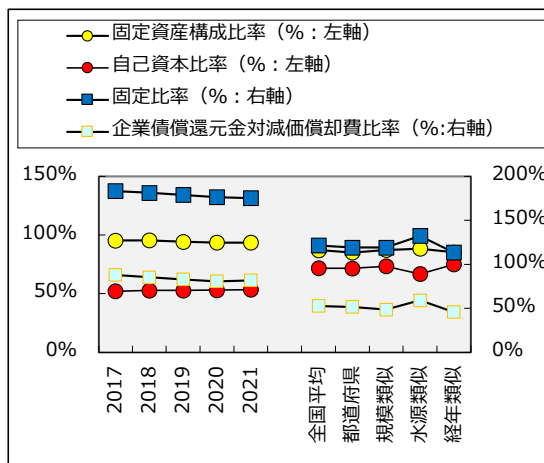 固定資産構成比率（%：左軸）
自己資本比率（%：左軸）
固定比率（%：右軸）
企業債償還元金対減価償却費比率（%:右軸）
150%
200%
100%
150%
100%
50%
50%
0%
0%
2017
2018
2019
2020
2021
全国平均
都道府県
規模類似
水源類似
経年類似